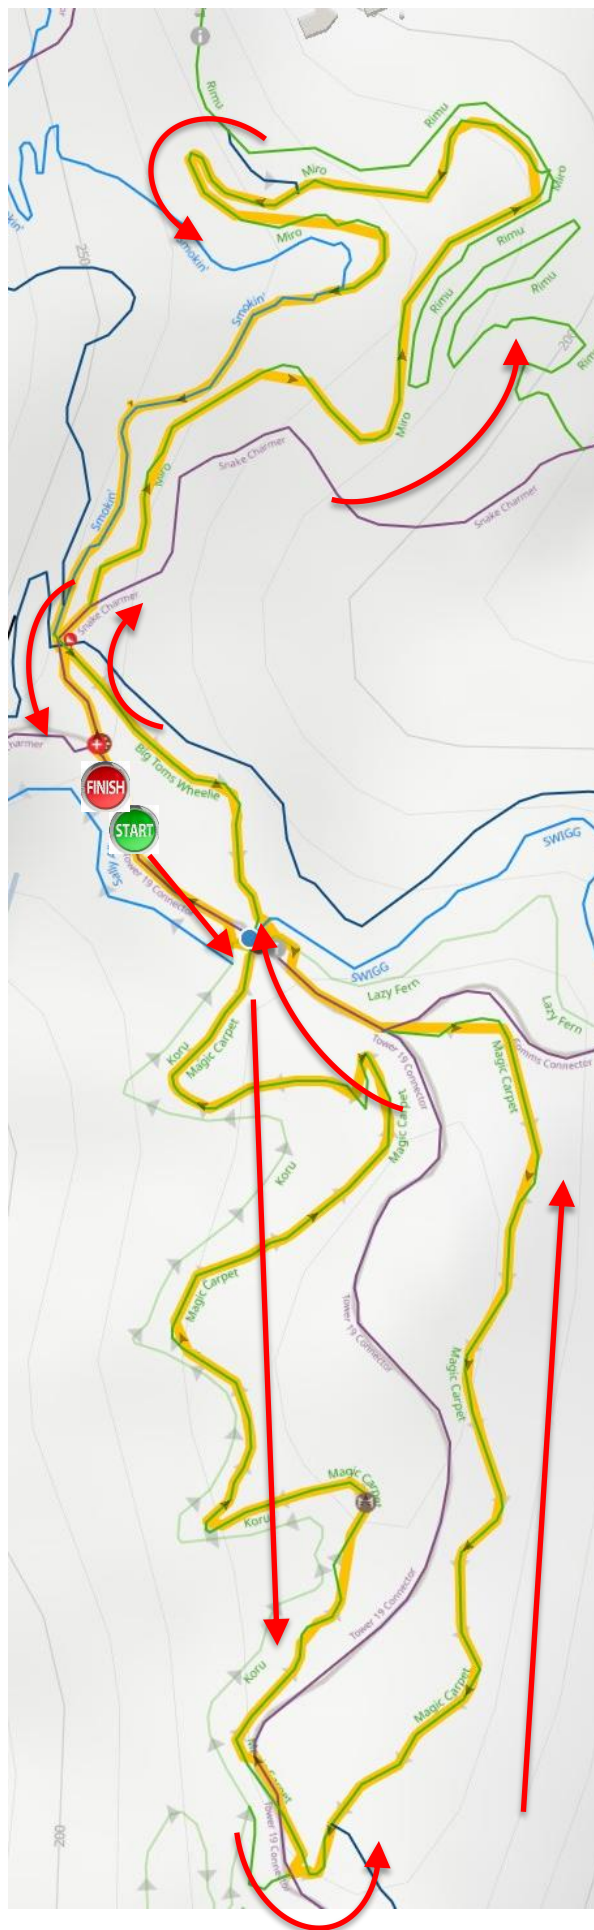 Rimu
Rimu
Miro
Miro
Rimu
Miro
Smokin'
250
Rimu
Rimu
Smokin'
200
Miro
Snake Charmer
Miro
Snake Charmer
Smokin'
Snake Charmer
Big Toms Wheelie
FINISH
START
Tower 19 Connector
SWIGG
SWIGG
Lazy Fern
Lazy Fern
Koru
Magic Carpet
Tower 19 Connector
Magic Carpet
Magic Carpet
Koru
Magic Carpet
Tower 19 Connector
Magic Carpet
Magic Carpet
Koru
Tower 19 Connector
Koru
Magic Carpet
Tower 19 Connector
200